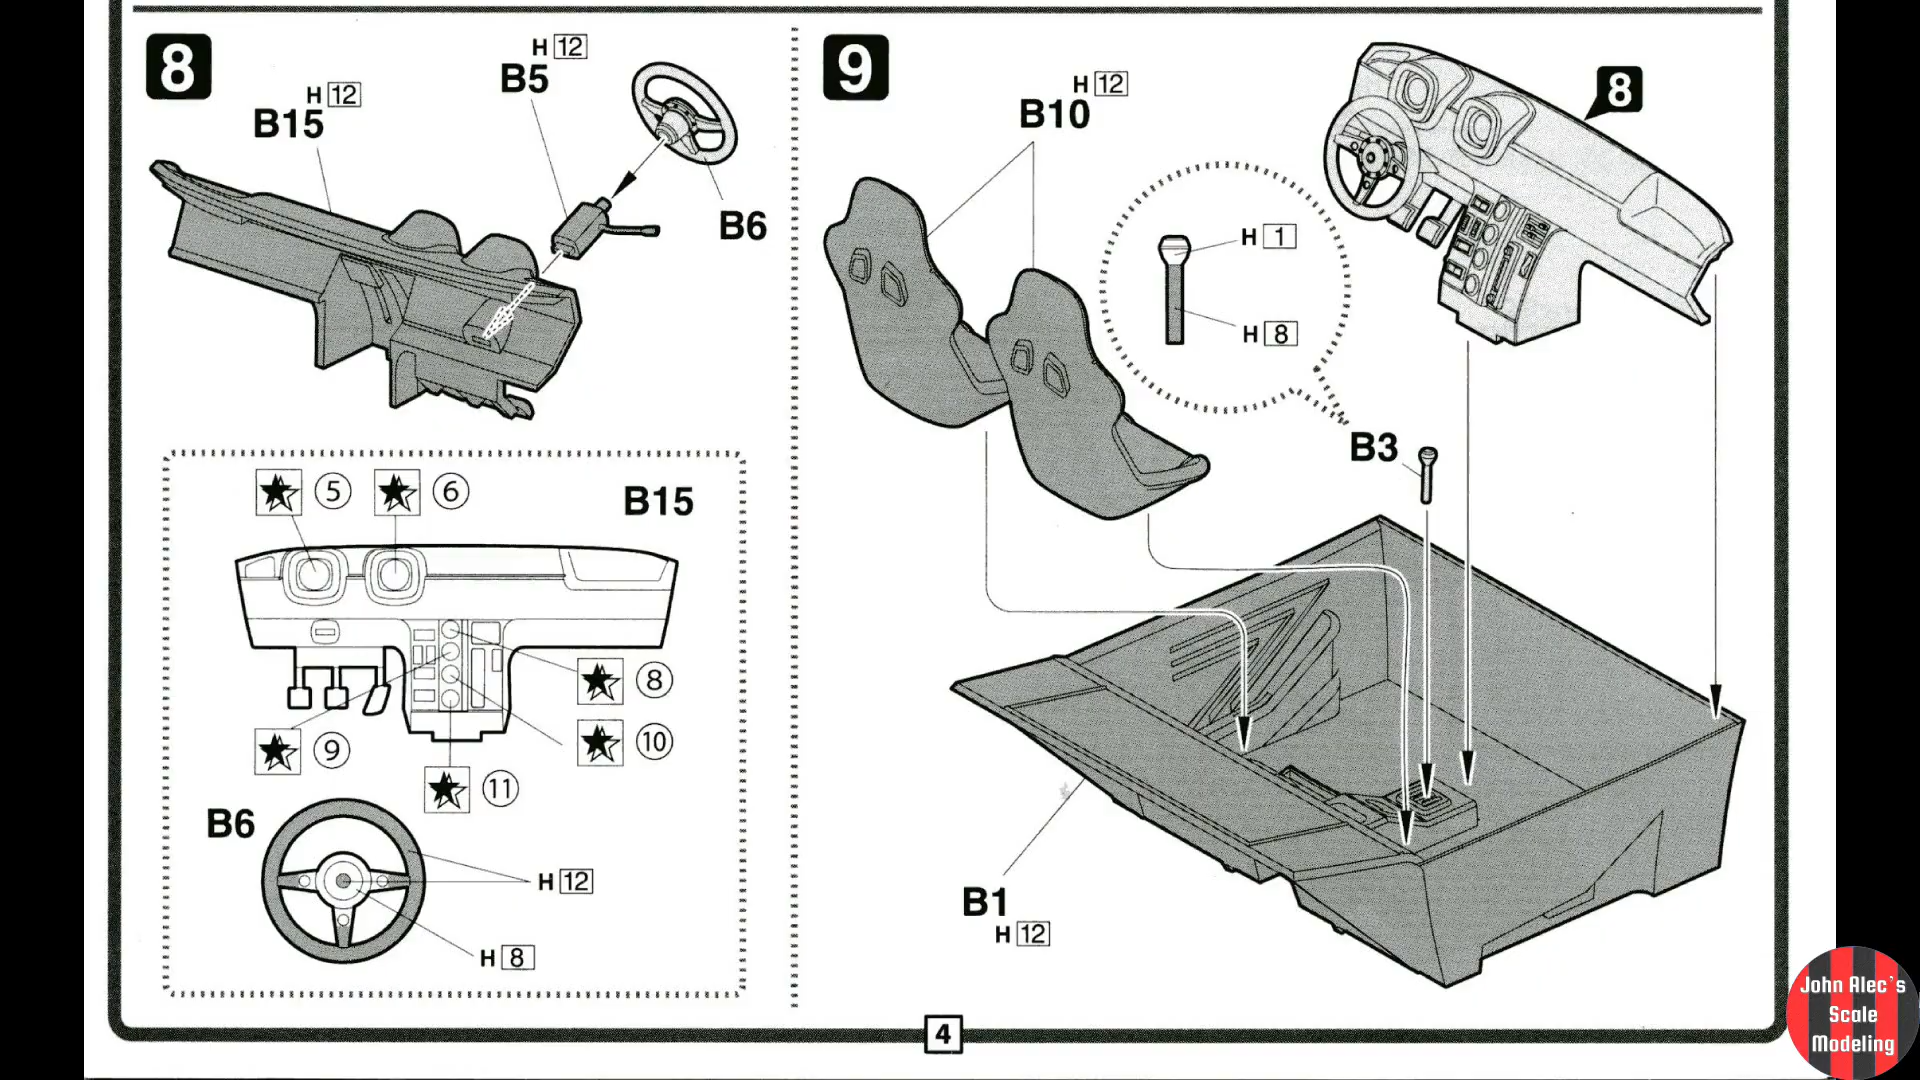 8
H 12
B15
H 12
B5
B6
B15
5
6
8
9
10
11
B6
H 12
H 8
9
H 12
B10
8
H 1
H 8
B3
B1
H 12
4
John Alec's
Scale
Modeling